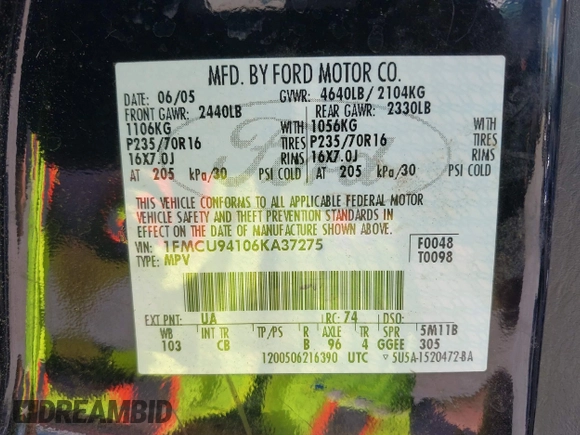 MFD. BY FORD MOTOR CO.
DATE: 06/05 GVWR: 4640LB/ 2104KG
FRONT GAWR: 2440LB REAR GAWR: 2330LB
1106KG WITH 1056KG WITH
P235/70R16 TIRES P235/70R16 TIRES
16X7.0J RIMS 16X7.0J RIMS
AT 205 kPa/30 PSI COLD AT 205 kPa/30 PSI COLD
THIS VEHICLE CONFORMS TO ALL APPLICABLE FEDERAL MOTOR
VEHICLE SAFETY AND THEFT PREVENTION STANDARDS IN
EFFECT ON THE DATE OF MANUFACTURE SHOWN ABOVE.
VIN: 1FMCU94106KA37275 F0048
TYPE: MPV T0098
Ford
EXT PNT: UA RC: 74 DSO:
WB INT TR TP/PS R AXLE TR SPR 5M11B
103 CB B 96 4 GGEE 305
1200506216390 UTC ▽ 5U5A-1520472-BA
DREAMBID